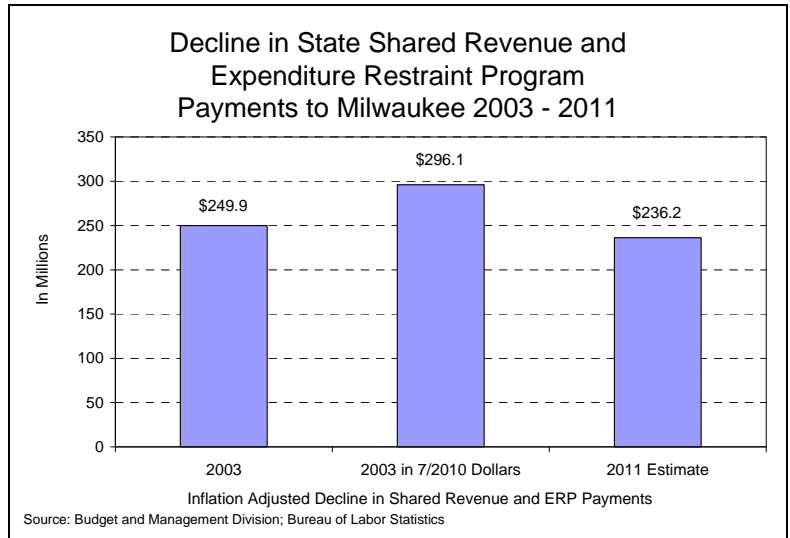 Decline in State Shared Revenue and
Expenditure Restraint Program
Payments to Milwaukee 2003 - 2011
350
300
250
200
150
100
50
0
In Millions
$249.9
$296.1
$236.2
2003
2003 in 7/2010 Dollars
2011 Estimate
Inflation Adjusted Decline in Shared Revenue and ERP Payments
Source: Budget and Management Division; Bureau of Labor Statistics